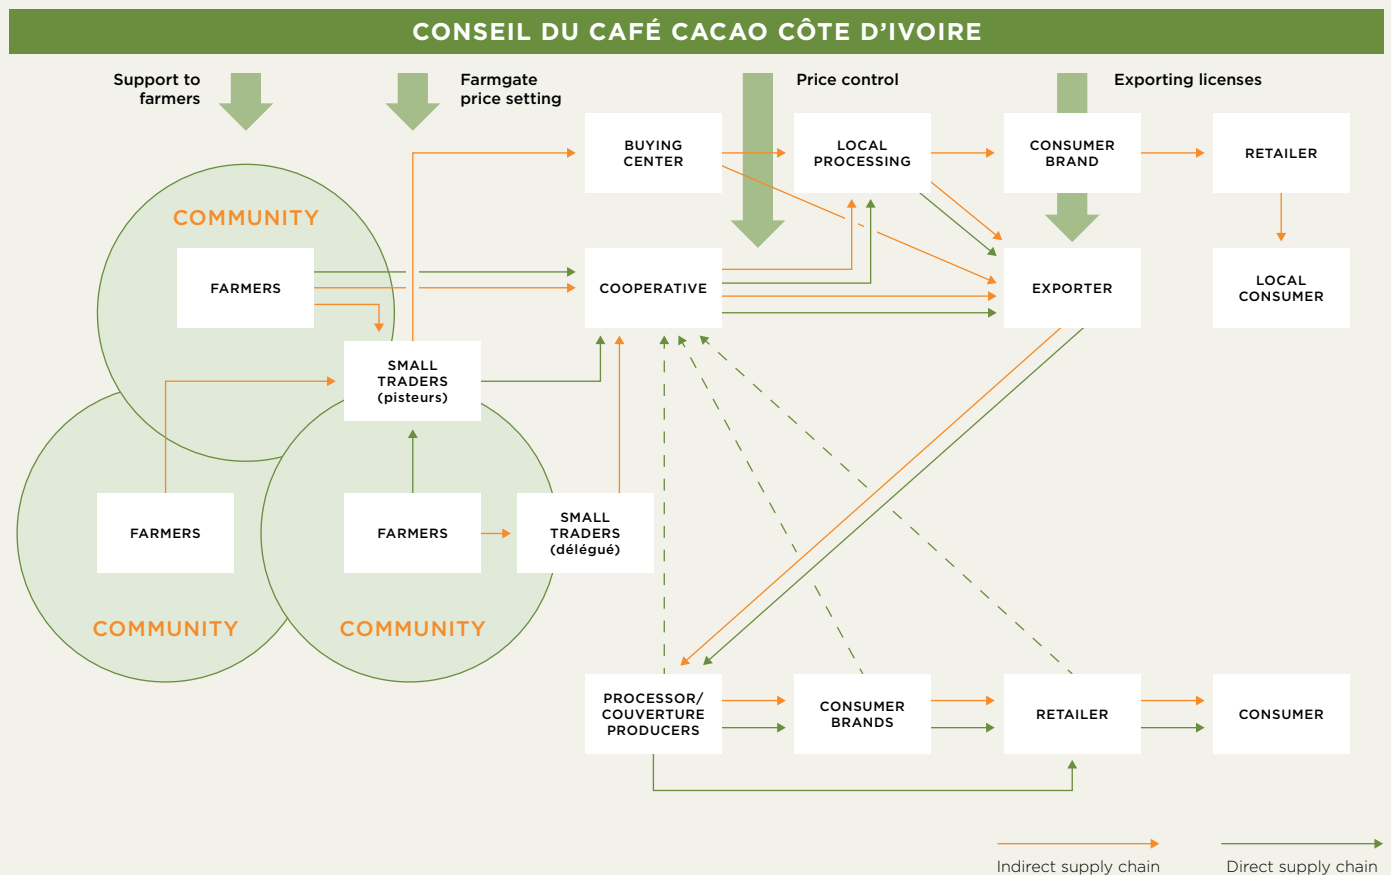 CONSEIL DU CAFÉ CACAO CÔTE D'IVOIRE
Support to
farmers
Farmgate
price setting
Price control
Exporting licenses
BUYING
CENTER
LOCAL
PROCESSING
CONSUMER
BRAND
RETAILER
COMMUNITY
FARMERS
COOPERATIVE
EXPORTER
LOCAL
CONSUMER
SMALL
TRADERS
(pisteurs)
FARMERS
FARMERS
SMALL
TRADERS
(délégué)
COMMUNITY
COMMUNITY
PROCESSOR/
COUVERTURE
PRODUCERS
CONSUMER
BRANDS
RETAILER
CONSUMER
Indirect supply chain
Direct supply chain